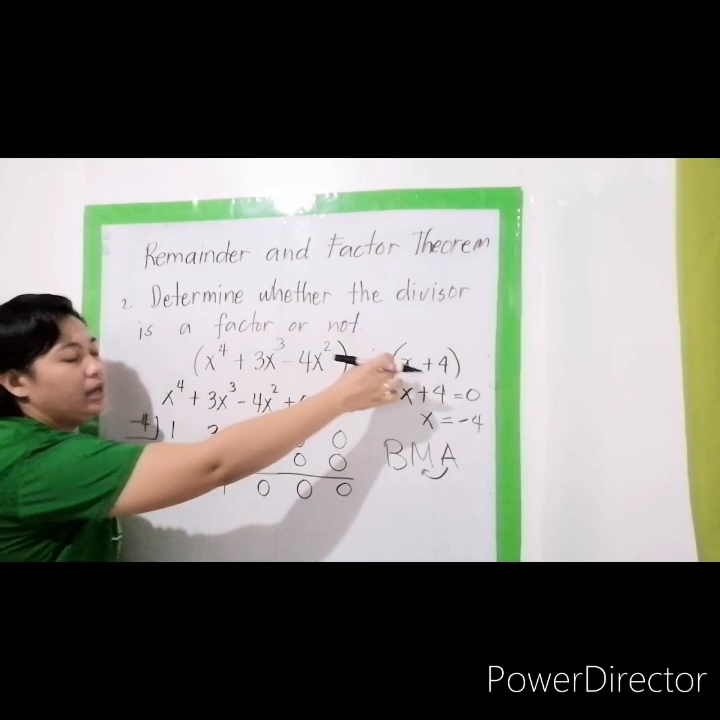 Remainder and Factor Theorem
2. Determine whether the divisor
is a factor or not
(x⁴ + 3x³ - 4x²) (x + 4)
x⁴ + 3x³ - 4x² + x + 4 = 0
x = -4
-4 1 0
0 0
BMA
1 0 0 0
PowerDirector